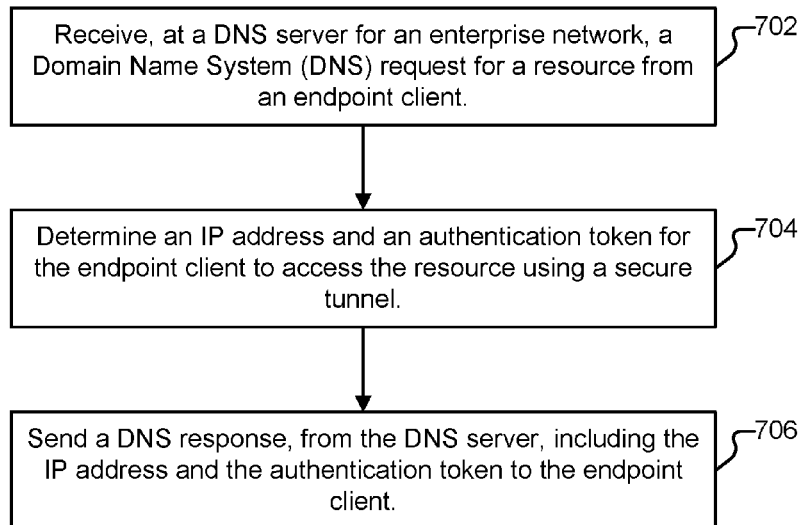 Receive, at a DNS server for an enterprise network, a
Domain Name System (DNS) request for a resource from
an endpoint client.
702
Determine an IP address and an authentication token for
the endpoint client to access the resource using a secure
tunnel.
704
Send a DNS response, from the DNS server, including the
IP address and the authentication token to the endpoint
client.
706